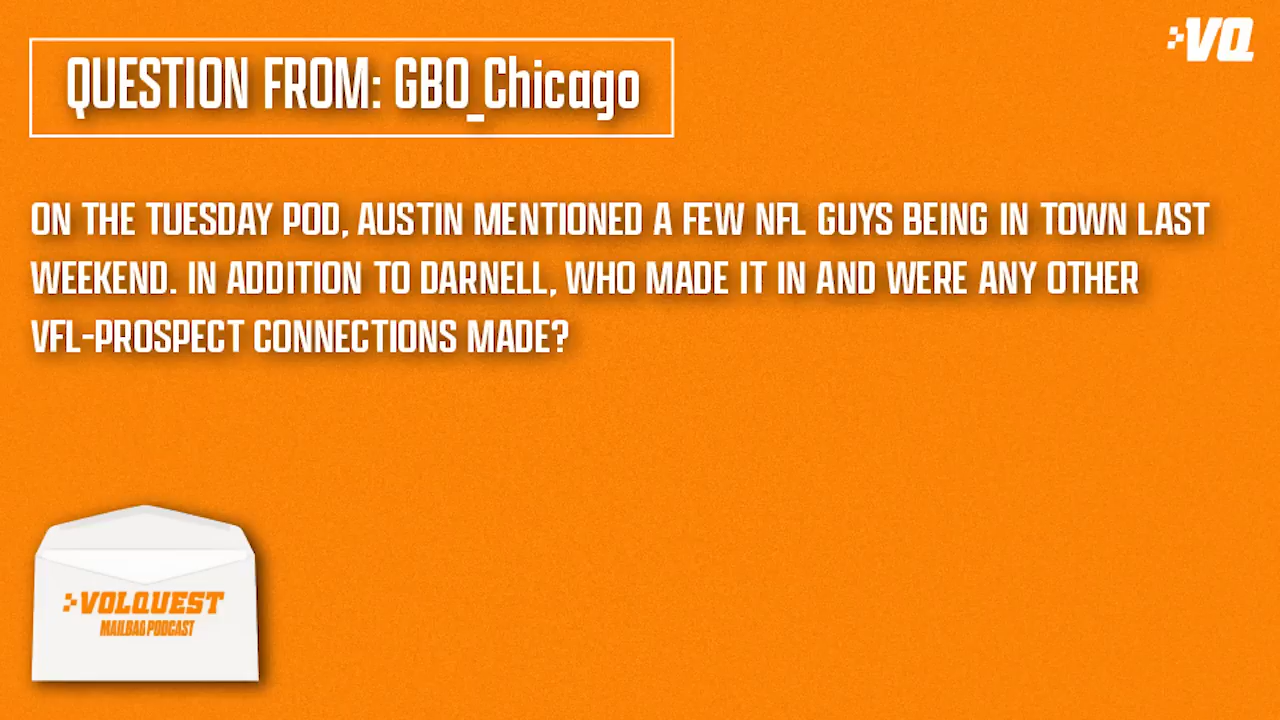 VQ
QUESTION FROM: GBO_Chicago
ON THE TUESDAY POD, AUSTIN MENTIONED A FEW NFL GUYS BEING IN TOWN LAST
WEEKEND. IN ADDITION TO DARNELL, WHO MADE IT IN AND WERE ANY OTHER
VFL-PROSPECT CONNECTIONS MADE?
VOLQUEST
MAILBAG PODCAST